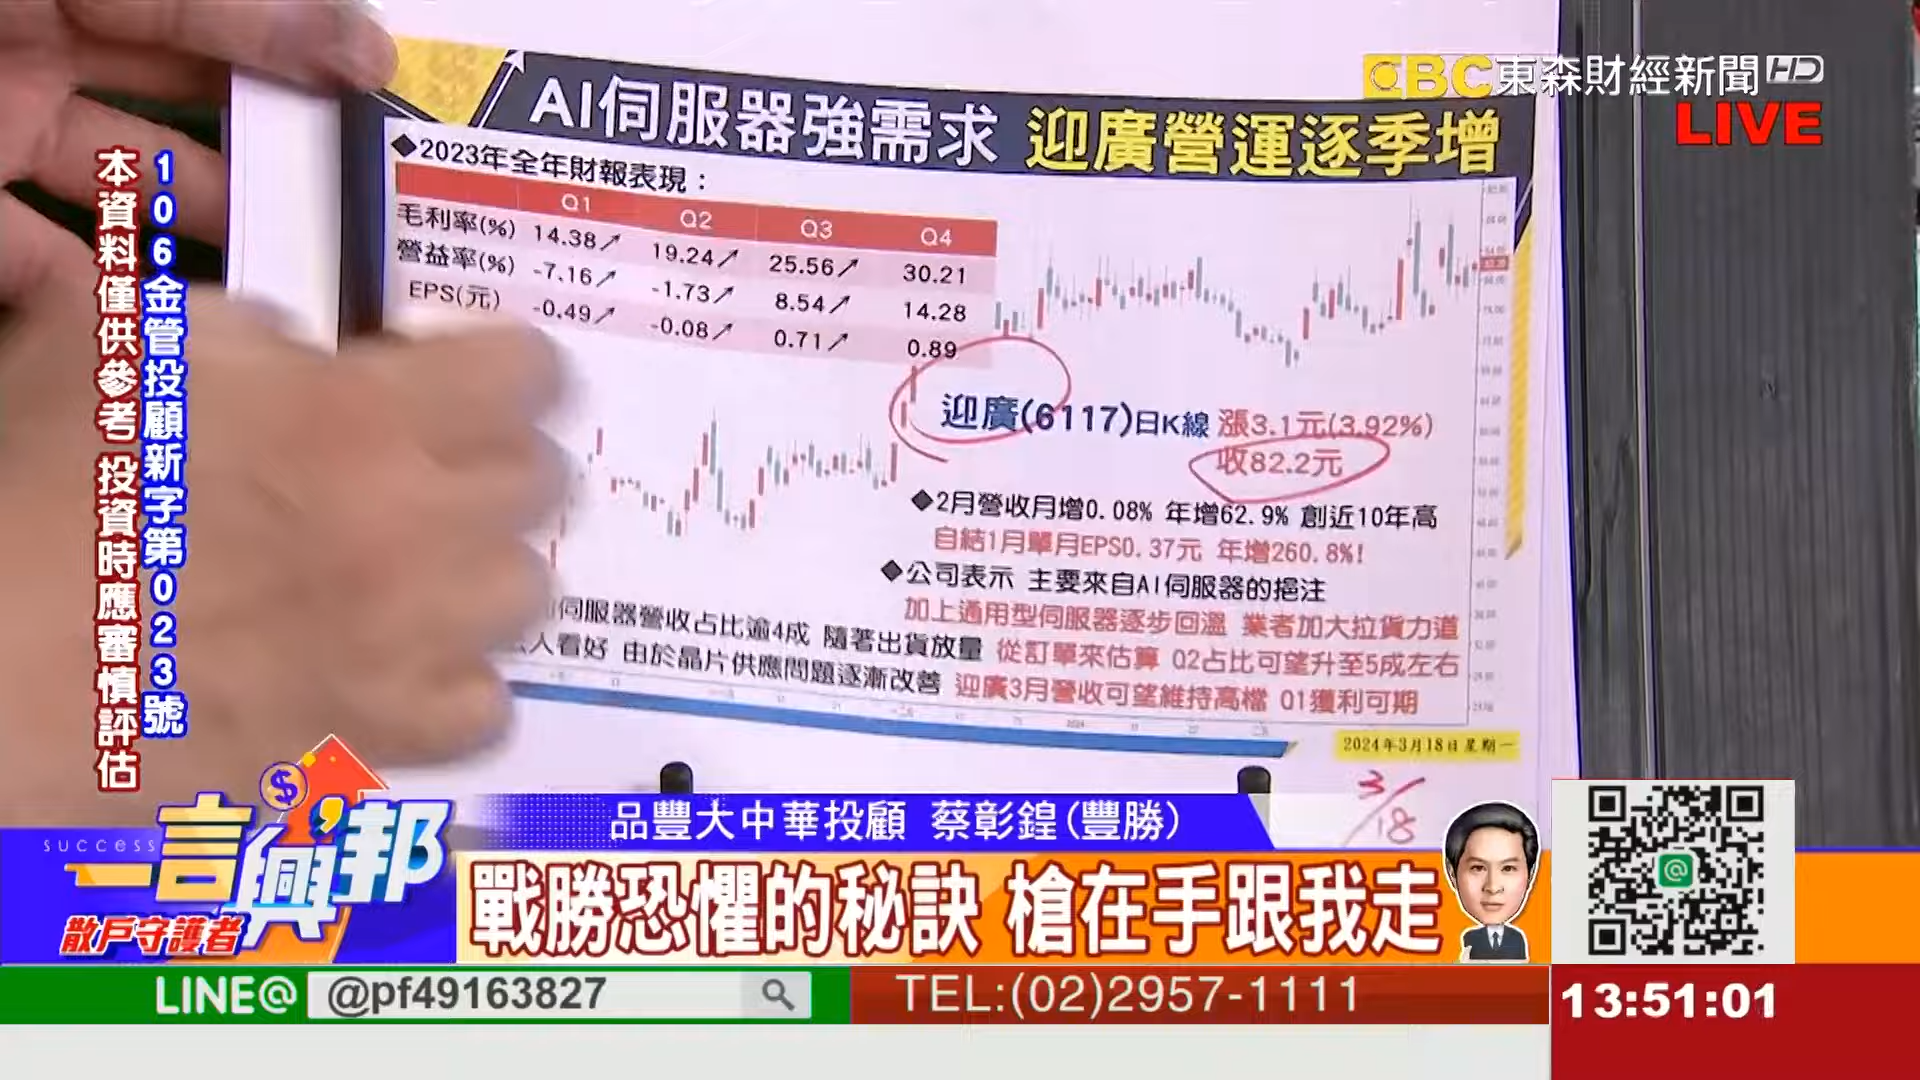 EBC東森財經新聞HD
LIVE
106金管投顧新字第023號
本資料僅供參考 投資時應審慎評估
AI伺服器強需求 迎廣營運逐季增
◆2023年全年財報表現：
Q1 Q2 Q3 Q4
毛利率(%) 14.38↗ 19.24↗ 25.56↗ 30.21
營益率(%) -7.16↗ -1.73↗ 8.54↗ 14.28
EPS(元) -0.49↗ -0.08↗ 0.71↗ 0.89
迎廣(6117)日K線 漲3.1元(3.92%)
收82.2元
◆2月營收月增0.08% 年增62.9% 創近10年高
自結1月單月EPS0.37元 年增260.8%!
◆公司表示 主要來自AI伺服器的挹注
加上通用型伺服器逐步回溫 業者加大拉貨力道
伺服器營收占比逾4成 隨著出貨放量 從訂單來估算 Q2占比可望升至5成左右
人看好 由於晶片供應問題逐漸改善 迎廣3月營收可望維持高檔 Q1獲利可期
2024年3月18日星期一
3/18
success
一言興邦
散戶守護者
品豐大中華投顧 蔡彰鍠(豐勝)
戰勝恐懼的秘訣 槍在手跟我走
LINE@ @pf49163827
TEL:(02)2957-1111
13:51:01